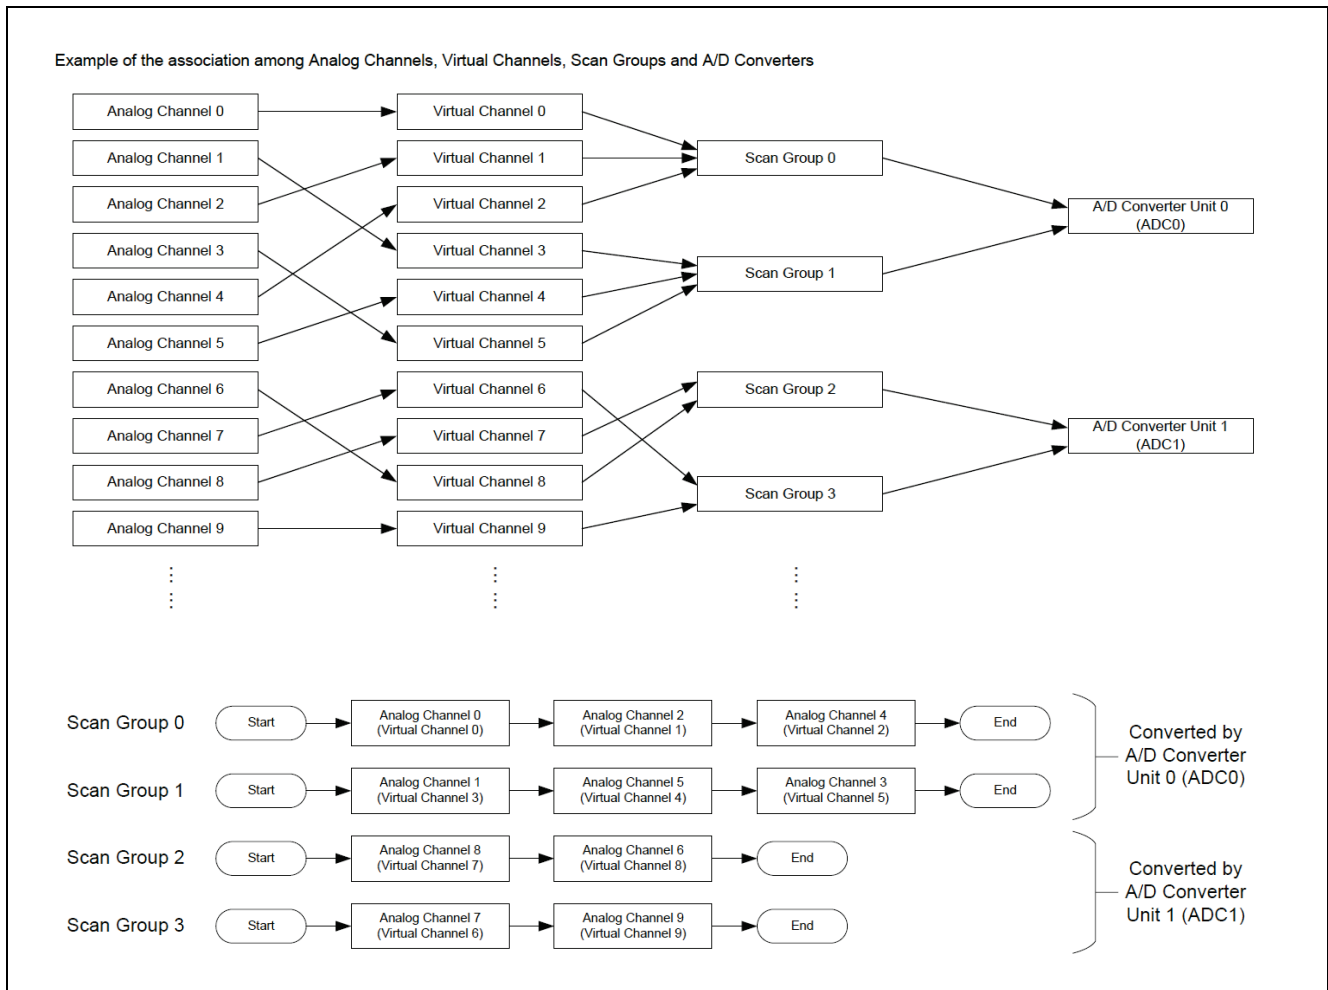 Example of the association among Analog Channels, Virtual Channels, Scan Groups and A/D Converters
Analog Channel 0
Analog Channel 1
Analog Channel 2
Analog Channel 3
Analog Channel 4
Analog Channel 5
Analog Channel 6
Analog Channel 7
Analog Channel 8
Analog Channel 9
Virtual Channel 0
Virtual Channel 1
Virtual Channel 2
Virtual Channel 3
Virtual Channel 4
Virtual Channel 5
Virtual Channel 6
Virtual Channel 7
Virtual Channel 8
Virtual Channel 9
Scan Group 0
Scan Group 1
Scan Group 2
Scan Group 3
A/D Converter Unit 0
(ADC0)
A/D Converter Unit 1
(ADC1)
Scan Group 0
Start
Analog Channel 0
(Virtual Channel 0)
Analog Channel 2
(Virtual Channel 1)
Analog Channel 4
(Virtual Channel 2)
End
Scan Group 1
Start
Analog Channel 1
(Virtual Channel 3)
Analog Channel 5
(Virtual Channel 4)
Analog Channel 3
(Virtual Channel 5)
End
Converted by
A/D Converter
Unit 0 (ADC0)
Scan Group 2
Start
Analog Channel 8
(Virtual Channel 7)
Analog Channel 6
(Virtual Channel 8)
End
Scan Group 3
Start
Analog Channel 7
(Virtual Channel 6)
Analog Channel 9
(Virtual Channel 9)
End
Converted by
A/D Converter
Unit 1 (ADC1)